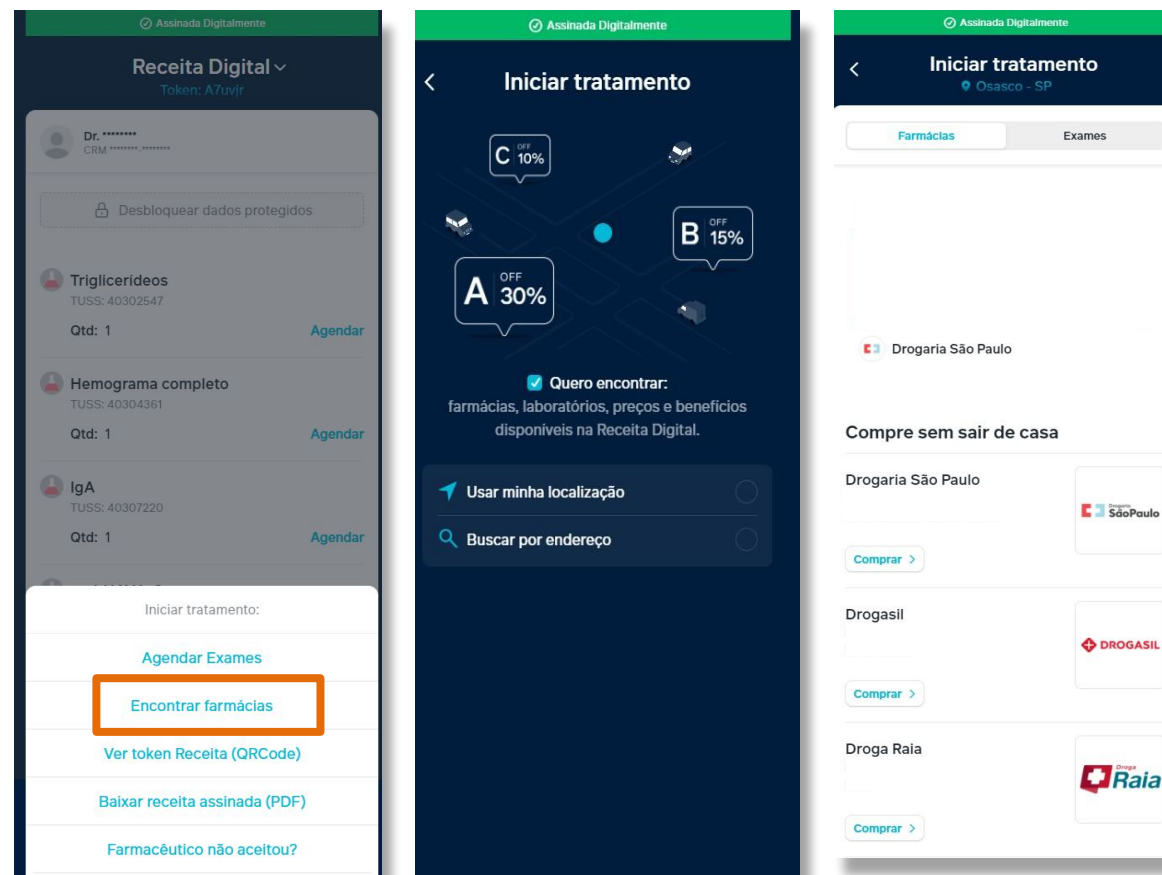 Assinada Digitalmente
Receita Digital
Token: A7uvjr
Dr. ********
CRM ********-********
Desbloquear dados protegidos
Triglicerídeos
TUSS: 40302547
Qtd: 1 Agendar
Hemograma completo
TUSS: 40304361
Qtd: 1 Agendar
IgA
TUSS: 40307220
Qtd: 1 Agendar
Iniciar tratamento:
Agendar Exames
Encontrar farmácias
Ver token Receita (QRCode)
Baixar receita assinada (PDF)
Farmacêutico não aceitou?
Assinada Digitalmente
Iniciar tratamento
C OFF 10%
B OFF 15%
A OFF 30%
Quero encontrar:
farmácias, laboratórios, preços e benefícios
disponíveis na Receita Digital.
Usar minha localização
Buscar por endereço
Assinada Digitalmente
Iniciar tratamento
Osasco - SP
Farmácias Exames
Drogaria São Paulo
Compre sem sair de casa
Drogaria São Paulo
Drogaria
SãoPaulo
Comprar >
Drogasil
DROGASIL
Comprar >
Droga Raia
Droga
Raia
Comprar >